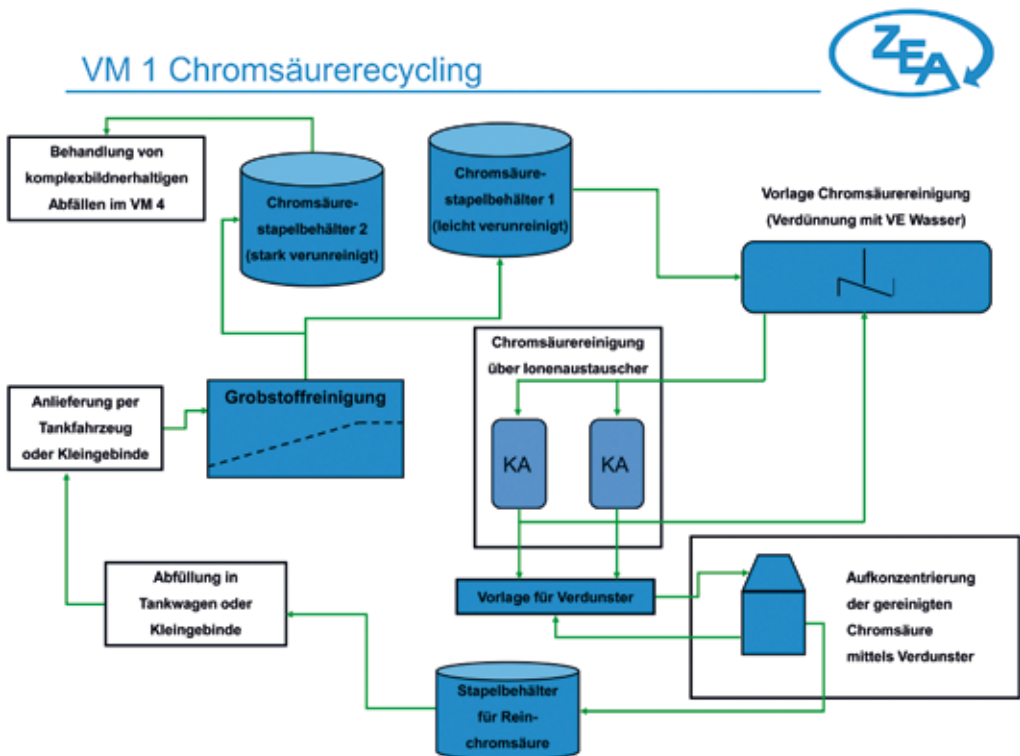 VM 1 Chromsäurerecycling
ZEA
Behandlung von
komplexbildnerhaltigen
Abfällen im VM 4
Chromsäure-
stapelbehälter 2
(stark verunreinigt)
Chromsäure-
stapelbehälter 1
(leicht verunreinigt)
Vorlage Chromsäurereinigung
(Verdünnung mit VE Wasser)
Chromsäurereinigung
über Ionenaustauscher
Anlieferung per
Tankfahrzeug
oder Kleingebinde
Grobstoffreinigung
KA
KA
Abfüllung in
Tankwagen oder
Kleingebinde
Vorlage für Verdunster
Aufkonzentrierung
der gereinigten
Chromsäure
mittels Verdunster
Stapelbehälter
für Rein-
chromsäure